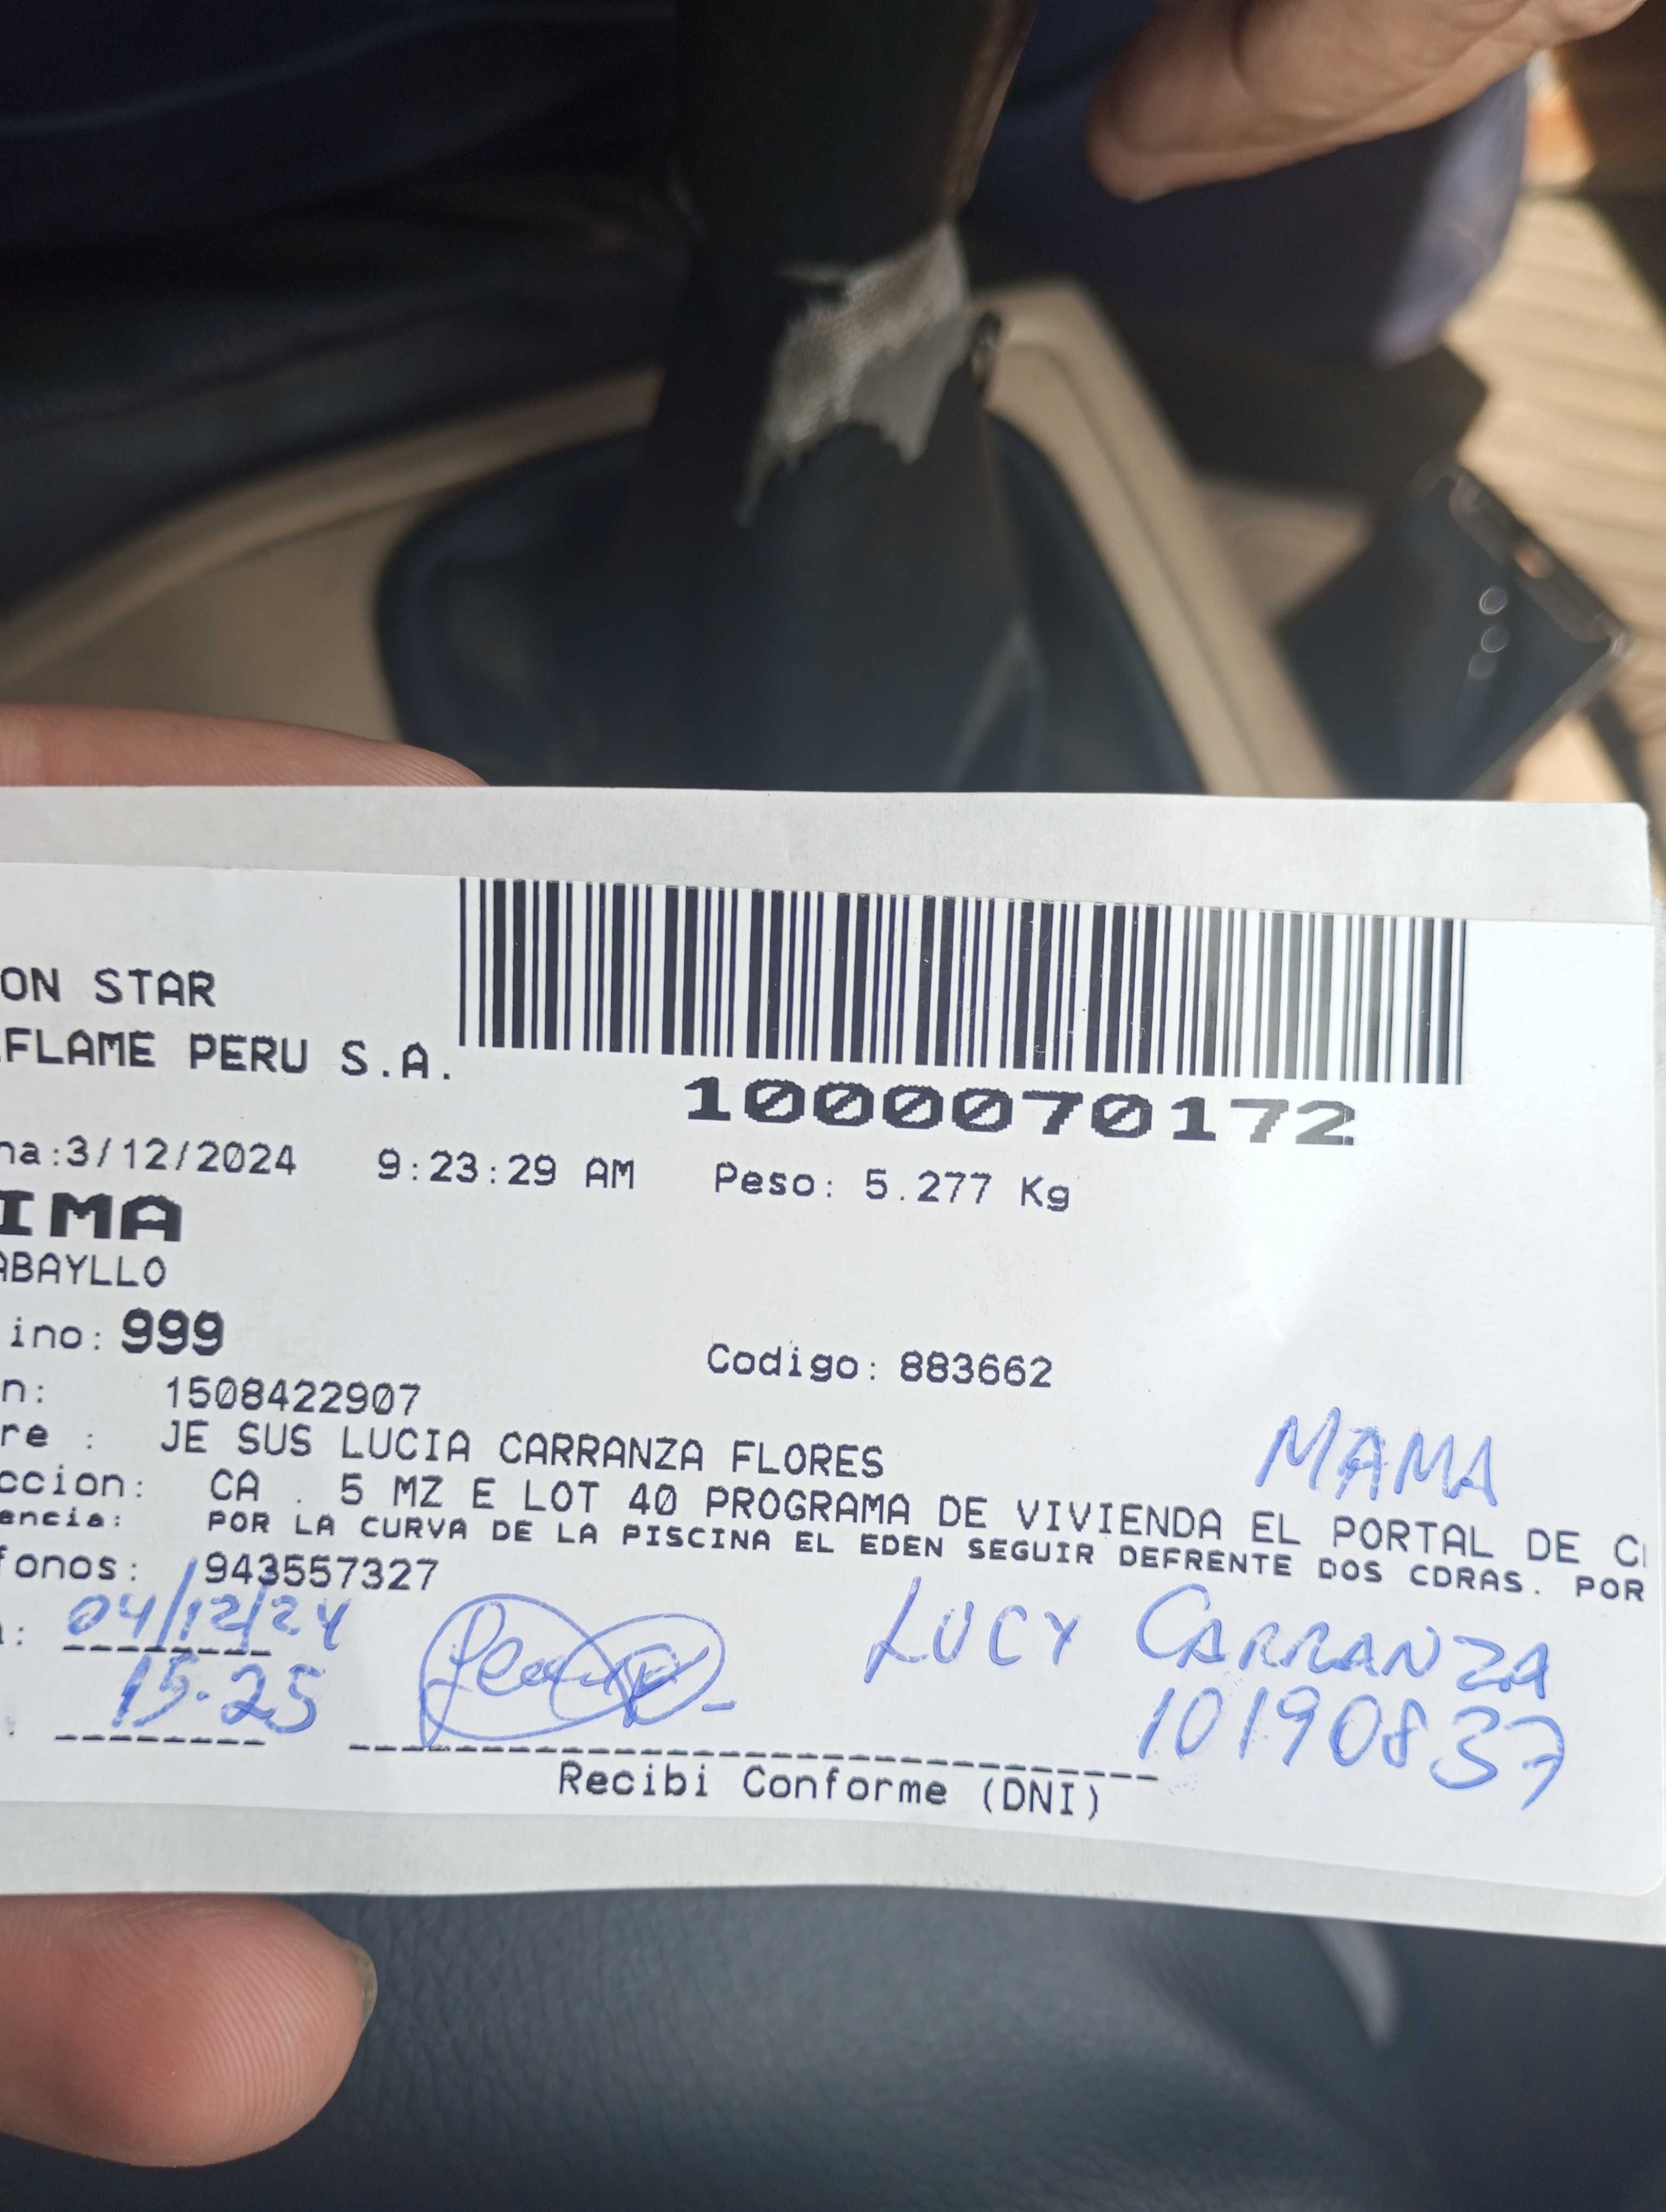 ON STAR
FLAME PERU S.A.
1000070172
ha:3/12/2024 9:23:29 AM Peso: 5.277 Kg
IMA
ABAYLLO
ino: 999
Codigo: 883662
n: 1508422907
re : JE SUS LUCIA CARRANZA FLORES
MAMA
ccion: CA . 5 MZ E LOT 40 PROGRAMA DE VIVIENDA EL PORTAL DE C
encia: POR LA CURVA DE LA PISCINA EL EDEN SEGUIR DEFRENTE DOS CDRAS. POR
fonos: 943557327
a: 04/12/24
LUCY CARRANZA
15.25
10190837
Recibi Conforme (DNI)